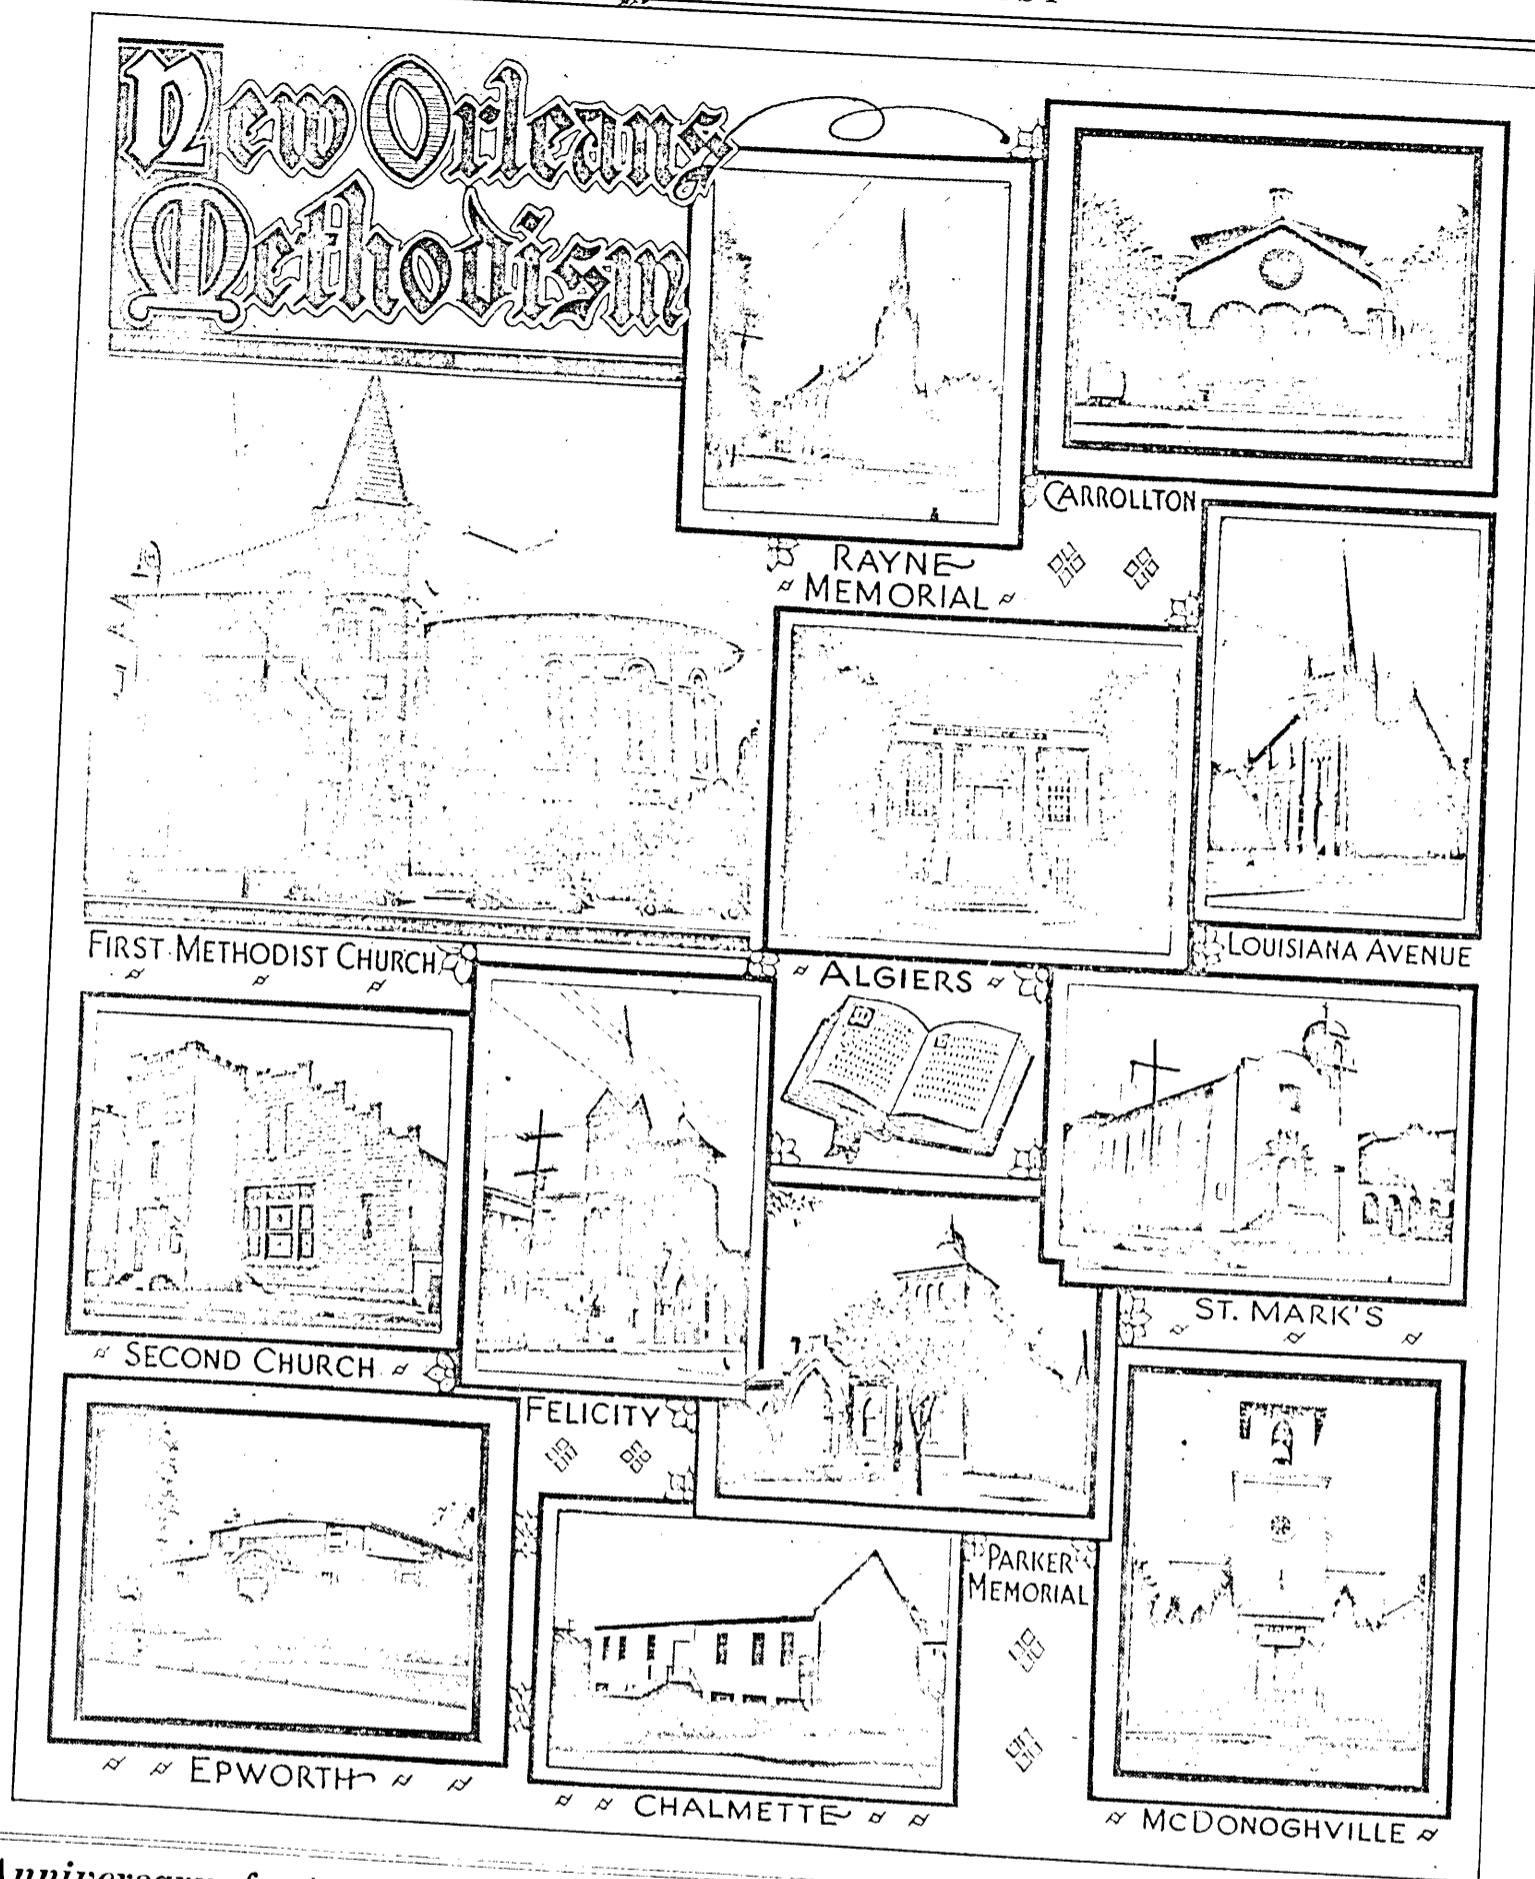 New Orleans
Methodism
CARROLLTON
RAYNE
MEMORIAL
FIRST METHODIST CHURCH
ALGIERS
LOUISIANA AVENUE
ST. MARK'S
SECOND CHURCH
FELICITY
PARKER
MEMORIAL
EPWORTH
CHALMETTE
McDONOGHVILLE
Anniversary